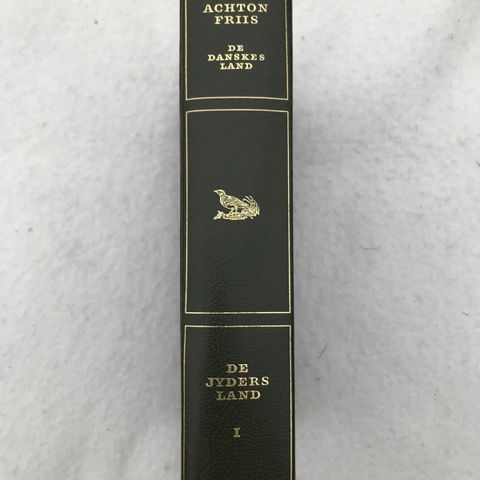 ACHTON
FRIIS
DE
DANSKES
LAND
DE
JYDERS
LAND
I